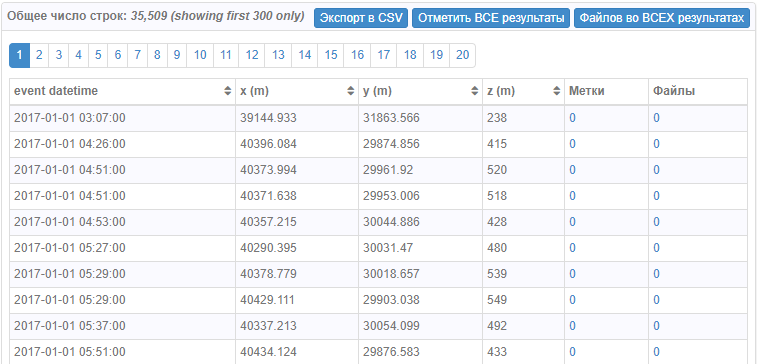 Общее число строк: 35,509 (showing first 300 only) Экспорт в CSV Отметить ВСЕ результаты Файлов во ВСЕХ результатах
1 2 3 4 5 6 7 8 9 10 11 12 13 14 15 16 17 18 19 20
event datetime x (m) y (m) z (m) Метки Файлы
2017-01-01 03:07:00 39144.933 31863.566 238 0 0
2017-01-01 04:26:00 40396.084 29874.856 415 0 0
2017-01-01 04:51:00 40373.994 29961.92 520 0 0
2017-01-01 04:51:00 40371.638 29953.006 518 0 0
2017-01-01 04:53:00 40357.215 30044.886 428 0 0
2017-01-01 05:27:00 40290.395 30031.47 480 0 0
2017-01-01 05:29:00 40378.779 30018.657 539 0 0
2017-01-01 05:29:00 40429.111 29903.038 549 0 0
2017-01-01 05:37:00 40337.213 30054.099 492 0 0
2017-01-01 05:51:00 40434.124 29876.583 433 0 0